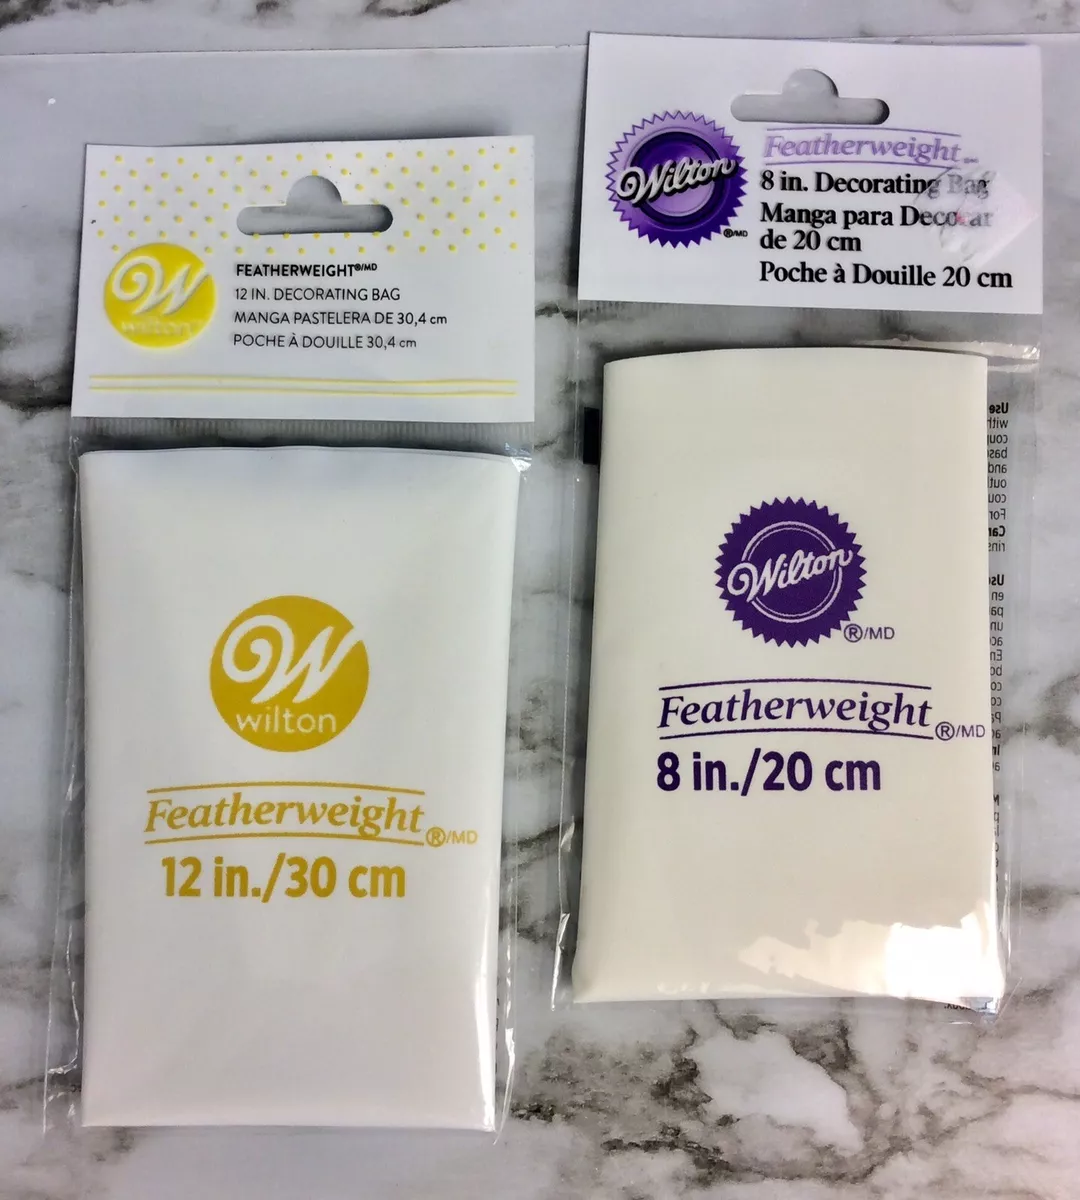 wilton
FEATHERWEIGHT®/MD
12 IN. DECORATING BAG
MANGA PASTELERA DE 30,4 cm
POCHE À DOUILLE 30,4 cm
W
wilton
Featherweight®/MD
12 in./30 cm
Wilton
®/MD
Featherweight
8 in. Decorating Bag
Manga para Decorar
de 20 cm
Poche à Douille 20 cm
Wilton
®/MD
Featherweight®/MD
8 in./20 cm